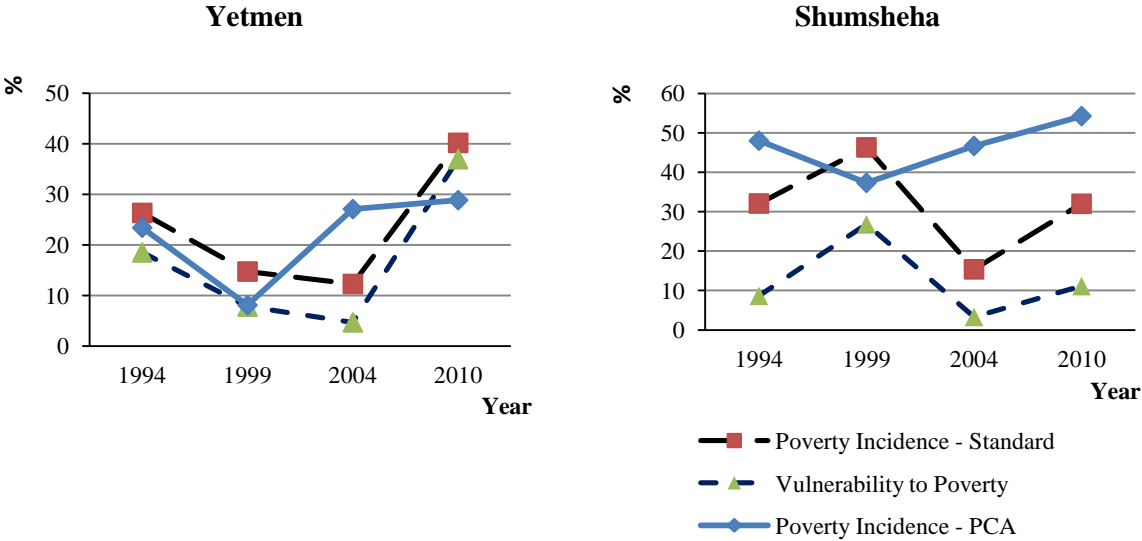 Yetmen
%
50
40
30
20
10
0
1994 1999 2004 2010
Year
Shumsheha
%
60
50
40
30
20
10
0
1994 1999 2004 2010
Year
Poverty Incidence - Standard
Vulnerability to Poverty
Poverty Incidence - PCA